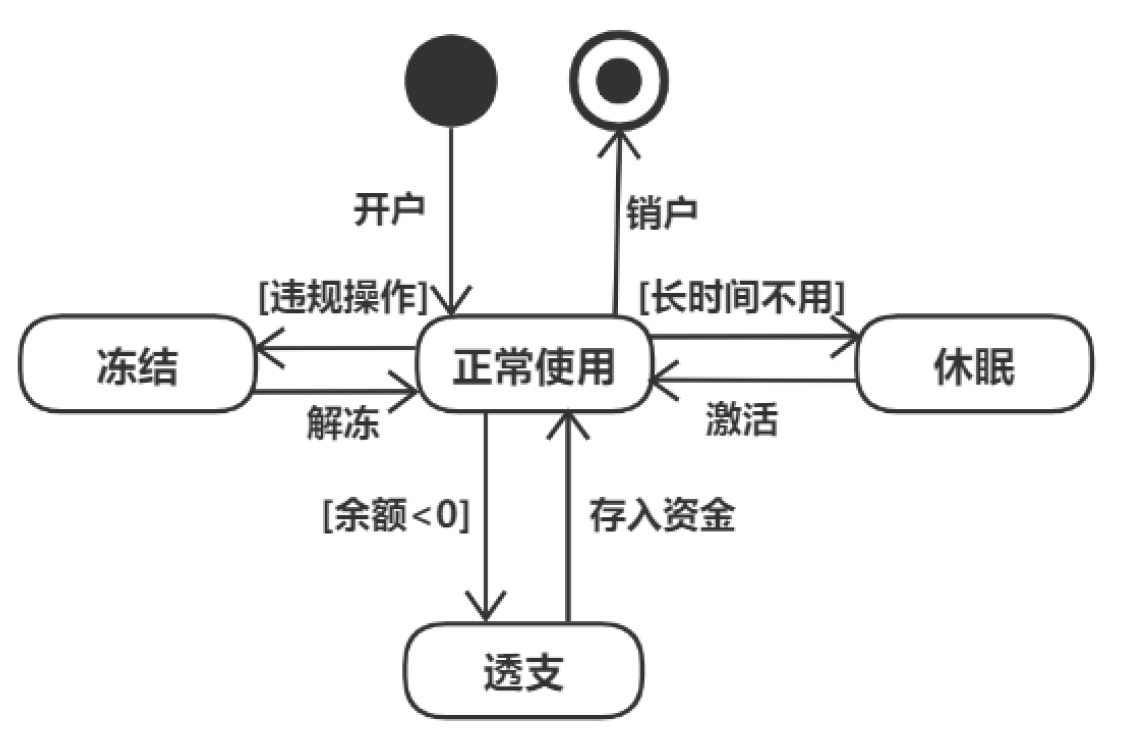 开户
销户
[违规操作]
[长时间不用]
冻结
正常使用
休眠
解冻
激活
[余额<0]
存入资金
透支